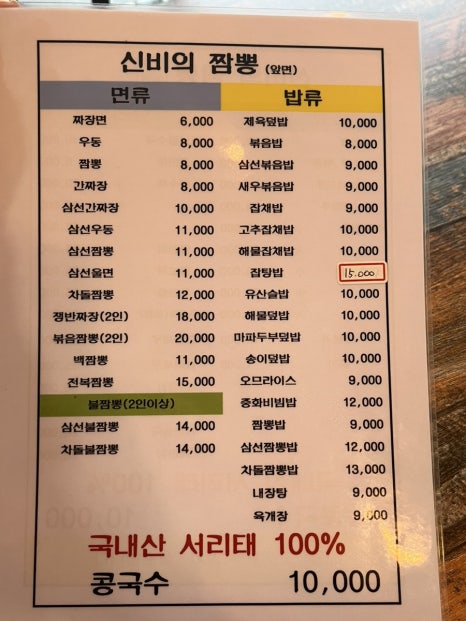 신비의 짬뽕 (앞면)
면류
짜장면 6,000
우동 8,000
짬뽕 8,000
간짜장 8,000
삼선간짜장 10,000
삼선우동 11,000
삼선짬뽕 11,000
삼선울면 11,000
차돌짬뽕 12,000
쟁반짜장(2인) 18,000
볶음짬뽕(2인) 20,000
백짬뽕 11,000
전복짬뽕 15,000
불짬뽕(2인이상)
삼선불짬뽕 14,000
차돌불짬뽕 14,000
밥류
제육덮밥 10,000
볶음밥 8,000
삼선볶음밥 9,000
새우볶음밥 9,000
잡채밥 9,000
고추잡채밥 10,000
해물잡채밥 10,000
잡탕밥 15.000
유산슬밥 10,000
해물덮밥 10,000
마파두부덮밥 10,000
송이덮밥 10,000
오므라이스 9,000
중화비빔밥 12,000
짬뽕밥 9,000
삼선짬뽕밥 12,000
차돌짬뽕밥 13,000
내장탕 9,000
육개장 9,000
국내산 서리태 100%
콩국수 10,000